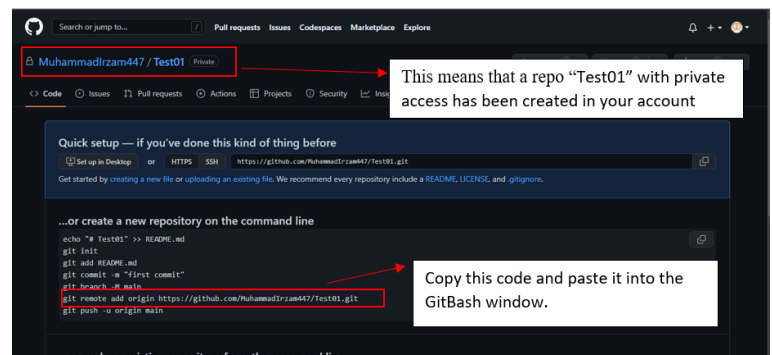 Search or jump to... /
Pull requests Issues Codespaces Marketplace Explore
MuhammadIrzam447 / Test01 Private
This means that a repo “Test01” with private
access has been created in your account
<> Code Issues Pull requests Actions Projects Security
Quick setup — if you’ve done this kind of thing before
Set up in Desktop or HTTPS SSH https://github.com/MuhammadIrzam447/Test01.git
Get started by creating a new file or uploading an existing file. We recommend every repository include a README, LICENSE, and .gitignore.
...or create a new repository on the command line
echo "# Test01" >> README.md
git init
git add README.md
git commit -m "first commit"
git branch -M main
git remote add origin https://github.com/MuhammadIrzam447/Test01.git
git push -u origin main
Copy this code and paste it into the
GitBash window.